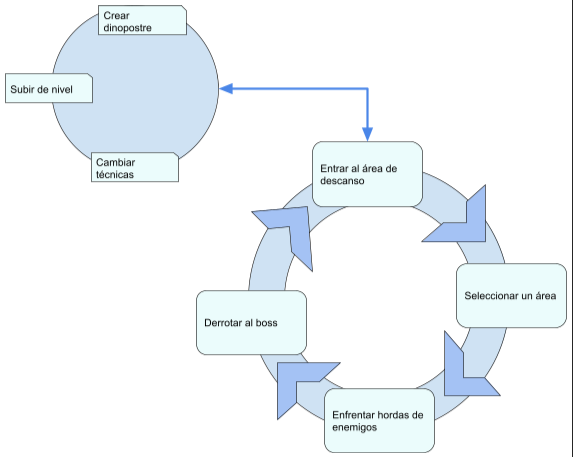 Crear
dinopostre
Subir de nivel
Cambiar
técnicas
Entrar al área de
descanso
Seleccionar un área
Derrotar al boss
Enfrentar hordas de
enemigos